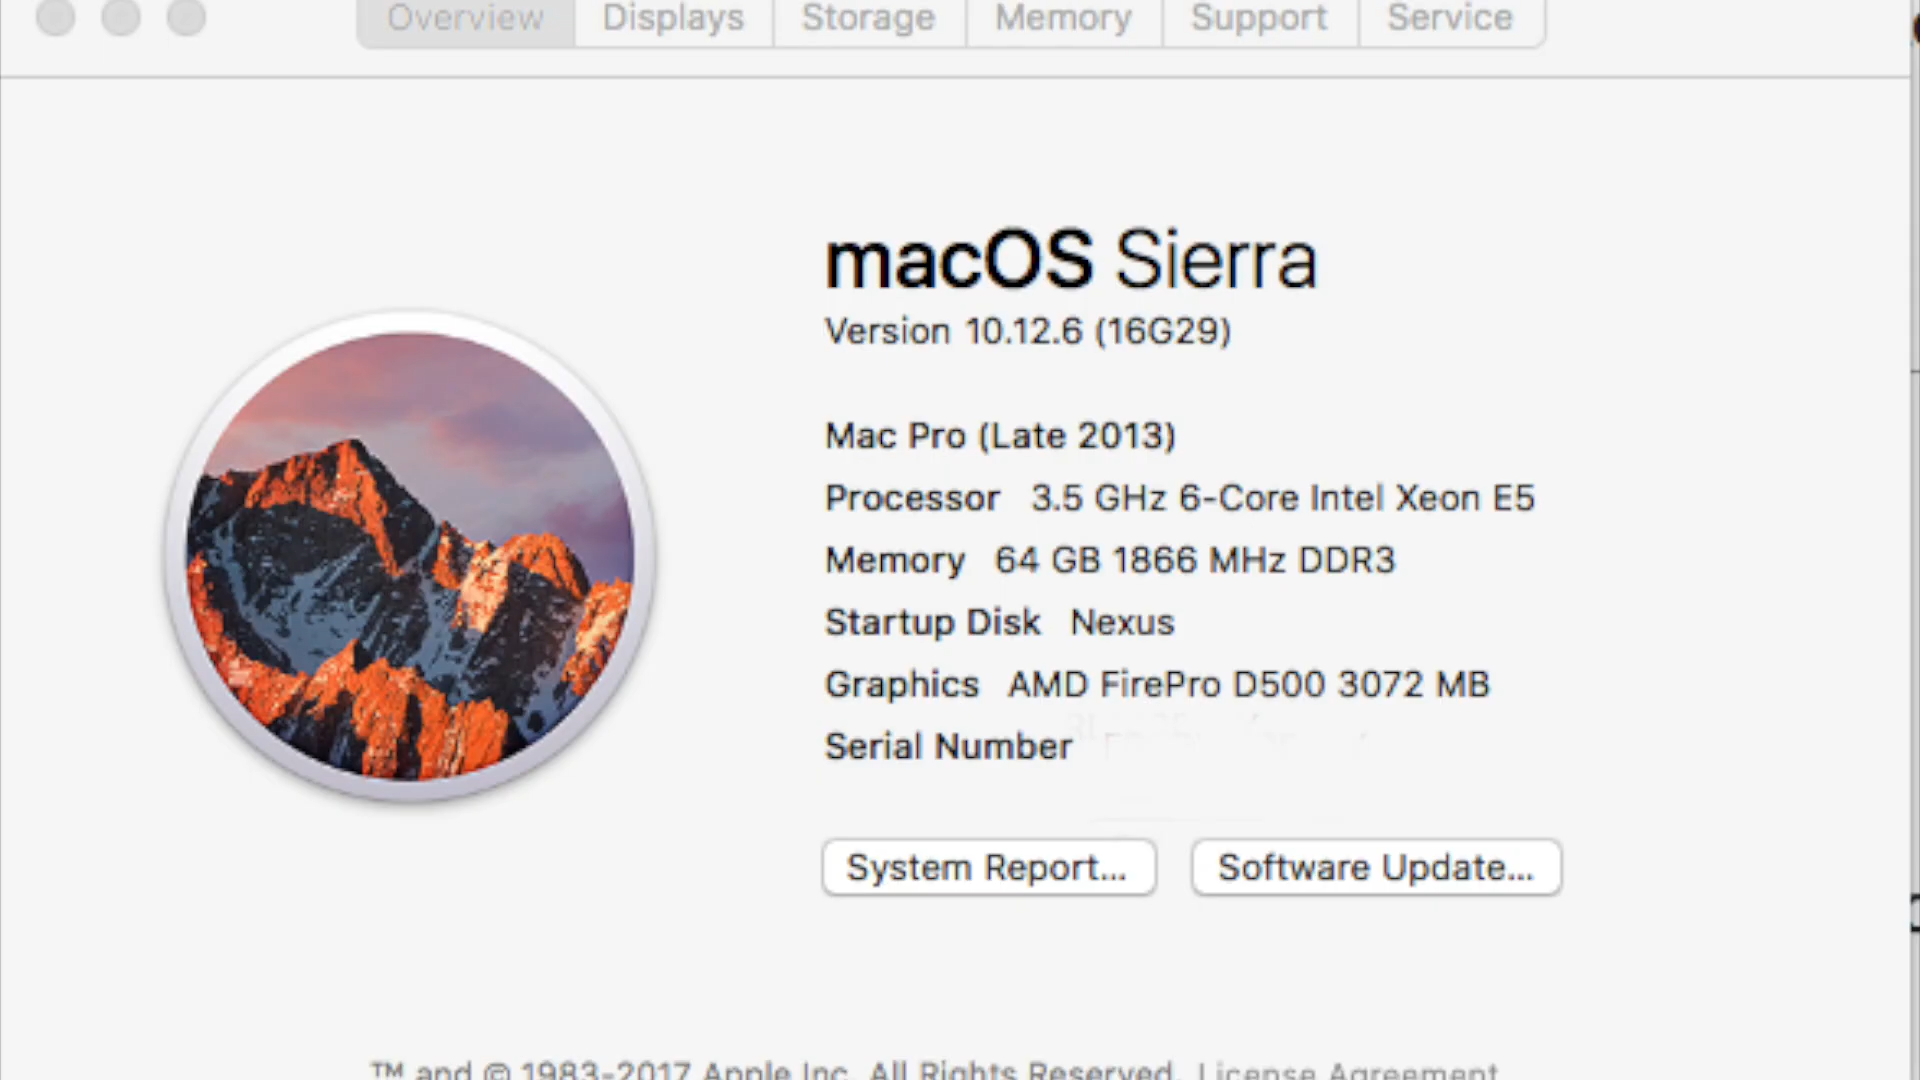 Overview Displays Storage Memory Support Service
macOS Sierra
Version 10.12.6 (16G29)
Mac Pro (Late 2013)
Processor 3.5 GHz 6-Core Intel Xeon E5
Memory 64 GB 1866 MHz DDR3
Startup Disk Nexus
Graphics AMD FirePro D500 3072 MB
Serial Number
System Report... Software Update...
™ and © 1983-2017 Apple Inc. All Rights Reserved. License Agreement